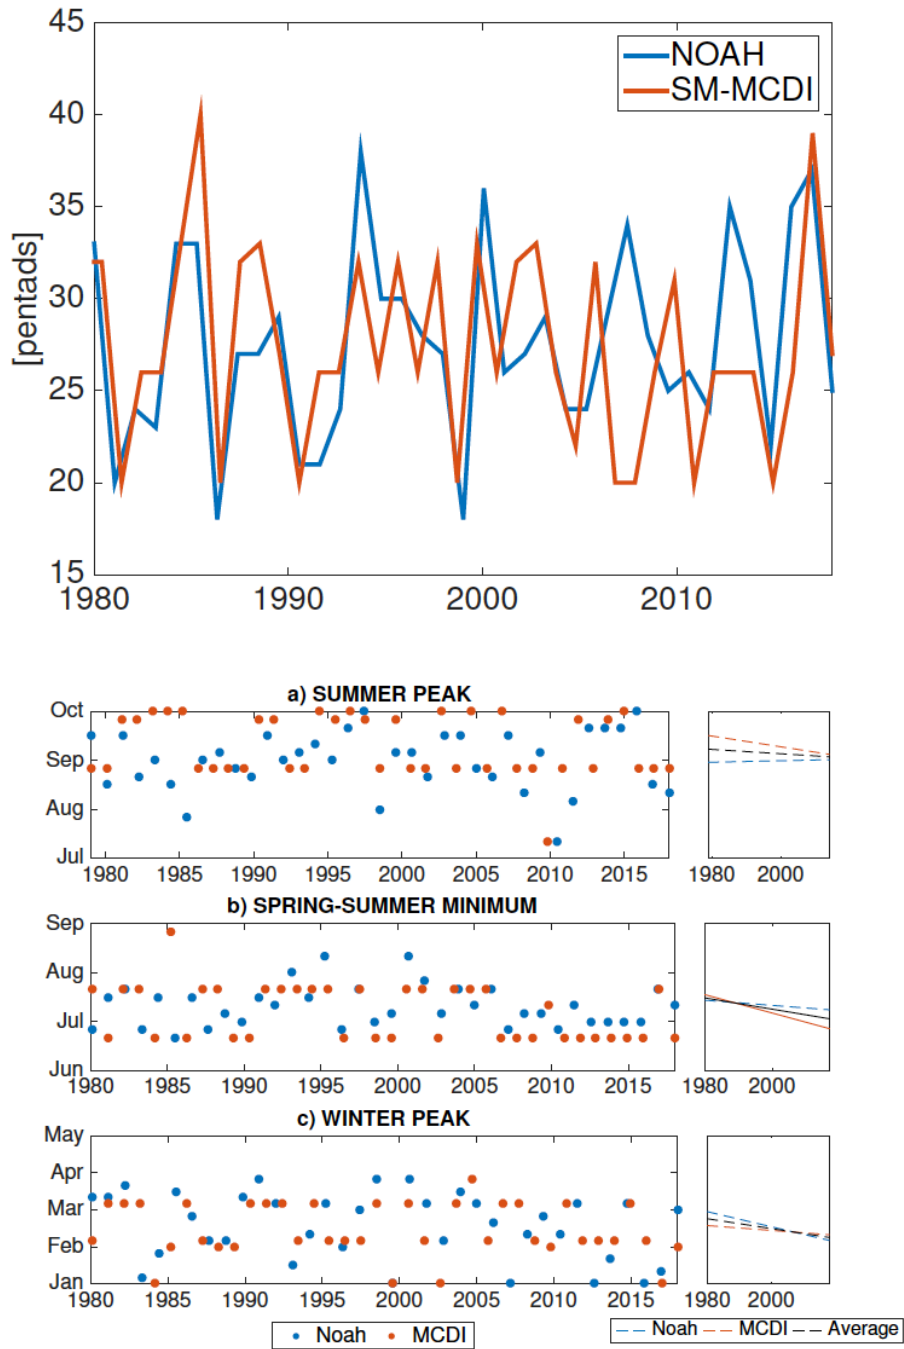 45
40
35
30
25
20
15
[pentads]
NOAH
SM-MCDI
1980 1990 2000 2010
a) SUMMER PEAK
Oct
Sep
Aug
Jul
1980 1985 1990 1995 2000 2005 2010 2015
1980 2000
b) SPRING-SUMMER MINIMUM
Sep
Aug
Jul
Jun
1980 1985 1990 1995 2000 2005 2010 2015
1980 2000
c) WINTER PEAK
May
Apr
Mar
Feb
Jan
1980 1985 1990 1995 2000 2005 2010 2015
1980 2000
Noah MCDI
Noah MCDI Average